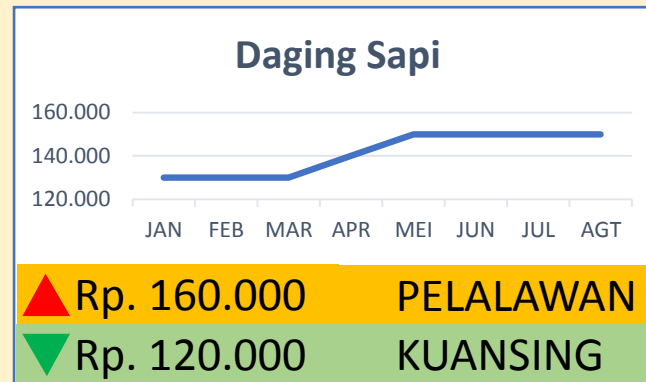 Daging Sapi
160.000
140.000
120.000
JAN FEB MAR APR MEI JUN JUL AGT
Rp. 160.000 PELALAWAN
Rp. 120.000 KUANSING